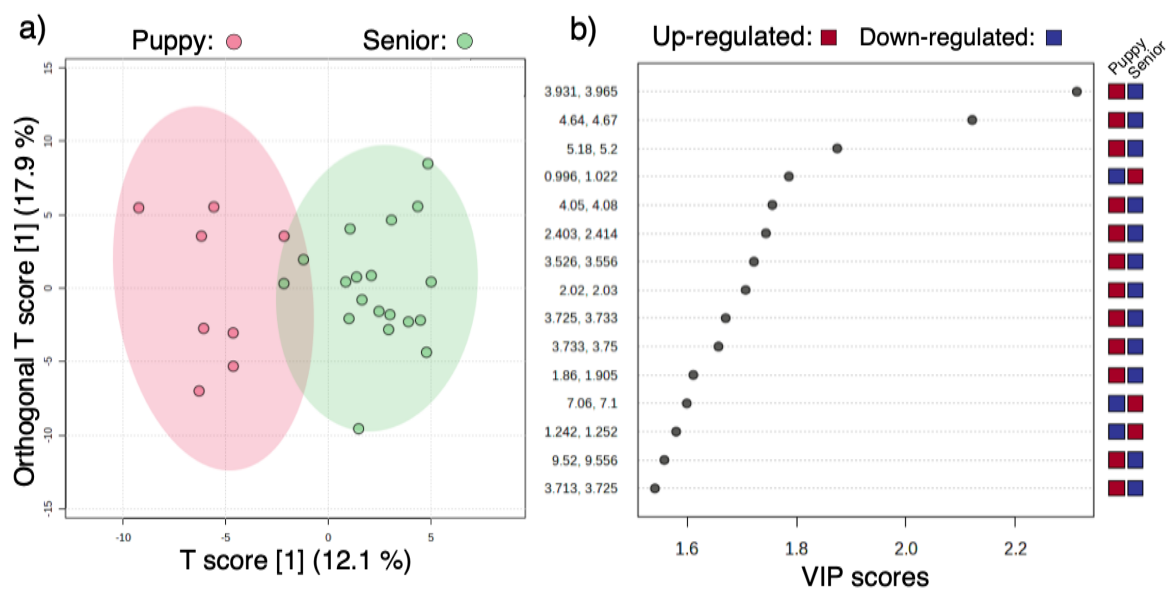 a)
Puppy:
Senior:
Orthogonal T score [1] (17.9 %)
15
10
5
0
-5
-10
-15
-10
-5
0
5
T score [1] (12.1 %)
b)
Up-regulated:
Down-regulated:
Puppy
Senior
3.931, 3.965
4.64, 4.67
5.18, 5.2
0.996, 1.022
4.05, 4.08
2.403, 2.414
3.526, 3.556
2.02, 2.03
3.725, 3.733
3.733, 3.75
1.86, 1.905
7.06, 7.1
1.242, 1.252
9.52, 9.556
3.713, 3.725
1.6
1.8
2.0
2.2
VIP scores